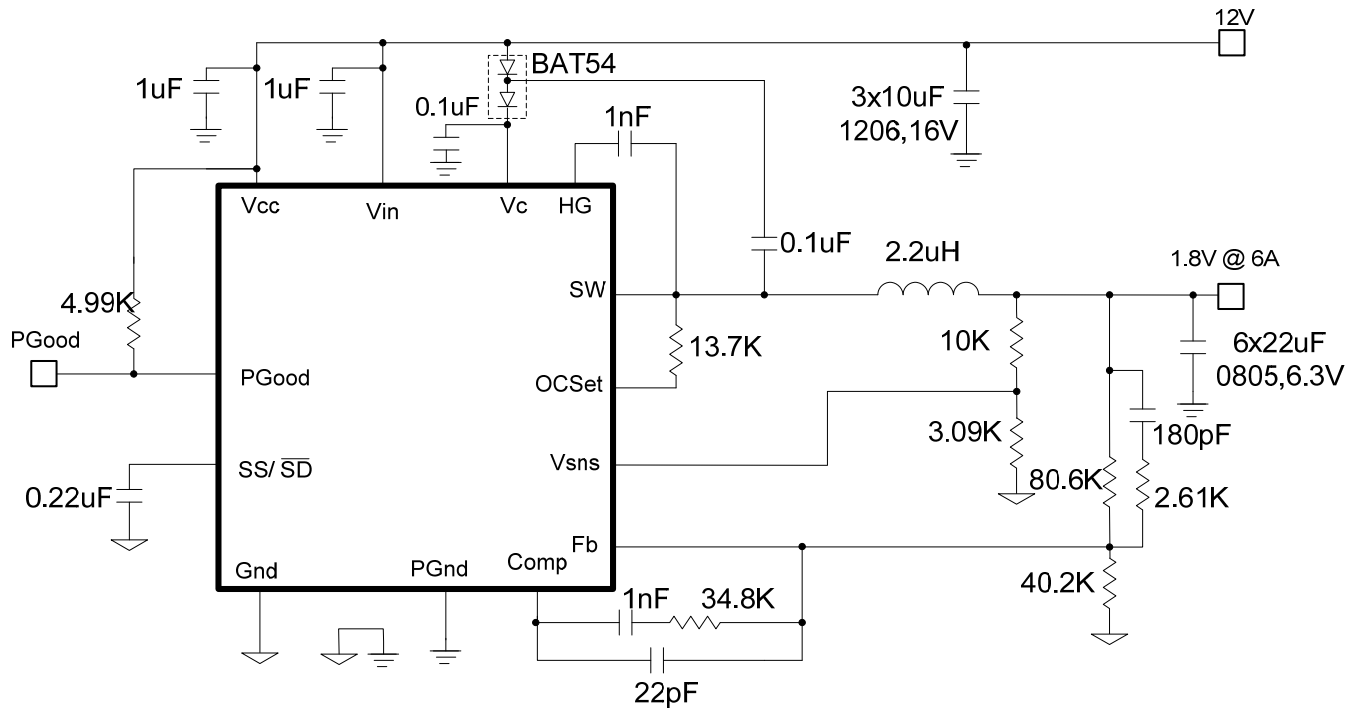 12V
BAT54
1uF
1uF
0.1uF
1nF
3x10uF
1206,16V
Vcc
Vin
Vc
HG
0.1uF
2.2uH
1.8V @ 6A
SW
4.99K
PGood
13.7K
10K
6x22uF
0805,6.3V
PGood
OCSet
3.09K
180pF
Vsns
SS/ SD
0.22uF
80.6K
2.61K
Fb
Comp
PGnd
Gnd
40.2K
1nF
34.8K
22pF